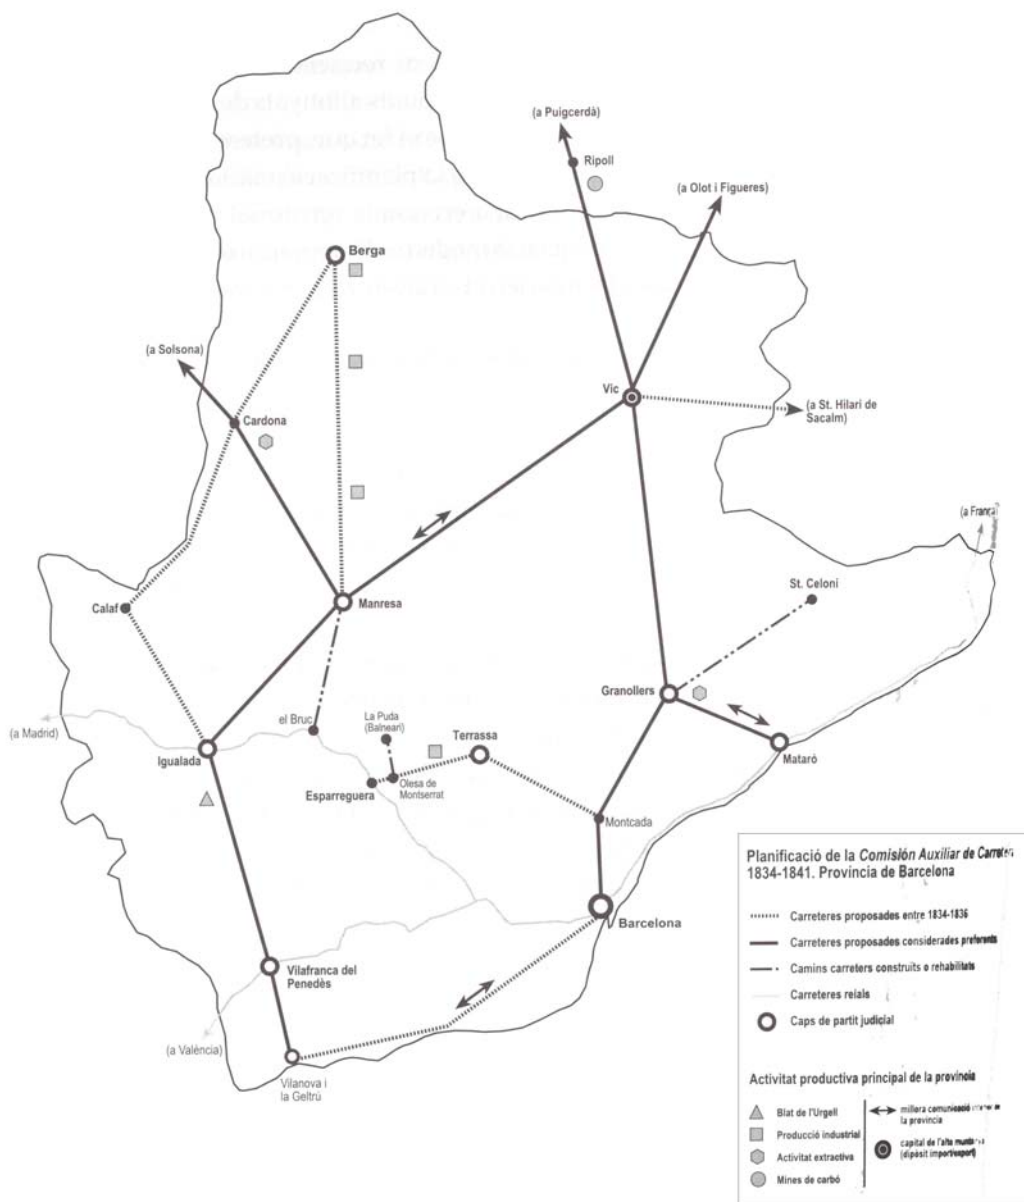 (a Puigcerdà)
Ripoll
(a Olot i Figueres)
Berga
(a Solsona)
Vic
Cardona
(a St. Hilari de
Sacalm)
(a França)
St. Celoni
Calaf
Manresa
Granollers
el Bruc
La Puda
(Balneari)
Terrassa
(a Madrid)
Igualada
Mataró
Esparreguera
Olesa de
Montserrat
Montcada
Barcelona
Vilafranca del
Penedès
(a València)
Vilanova i
la Geltrú
Planificació de la Comisión Auxiliar de Carretera
1834-1841. Província de Barcelona
Carreteres proposades entre 1834-1836
Carreteres proposades considerades preferents
Camins carreters construïts o rehabilitats
Carreteres reials
Caps de partit judicial
Activitat productiva principal de la província
Blat de l'Urgell
Producció industrial
Activitat extractiva
Mines de carbó
millora comunicació
la província
capital de l'alta
(dipòsit import/export)